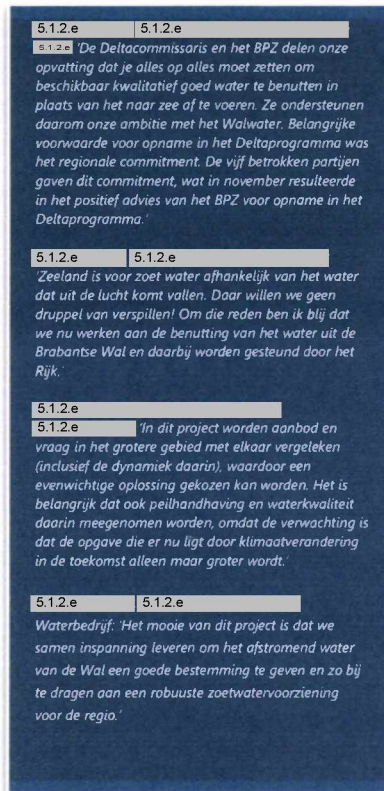 5.1.2.e 5.1.2.e
5.1.2.e 'De Deltacommissaris en het BPZ delen onze
opvatting dat je alles op alles moet zetten om
beschikbaar kwalitatief goed water te benutten in
plaats van het naar zee af te voeren. Ze ondersteunen
daarom onze ambitie met het Walwater. Belangrijke
voorwaarde voor opname in het Deltaprogramma was
het regionale commitment. De vijf betrokken partijen
gaven dit commitment, wat in november resulteerde
in het positief advies van het BPZ voor opname in het
Deltaprogramma.'
5.1.2.e 5.1.2.e
'Zeeland is voor zoet water afhankelijk van het water
dat uit de lucht komt vallen. Daar willen we geen
druppel van verspillen! Om die reden ben ik blij dat
we nu werken aan de benutting van het water uit de
Brabantse Wal en daarbij worden gesteund door het
Rijk.'
5.1.2.e
5.1.2.e 'In dit project worden aanbod en
vraag in het grotere gebied met elkaar vergeleken
(inclusief de dynamiek daarin), waardoor een
evenwichtige oplossing gekozen kan worden. Het is
belangrijk dat ook peilhandhaving en waterkwaliteit
daarin meegenomen worden, omdat de verwachting is
dat de opgave die er nu ligt door klimaatverandering
in de toekomst alleen maar groter wordt.'
5.1.2.e 5.1.2.e
Waterbedrijf: 'Het mooie van dit project is dat we
samen inspanning leveren om het afstromend water
van de Wal een goede bestemming te geven en zo bij
te dragen aan een robuuste zoetwatervoorziening
voor de regio.'